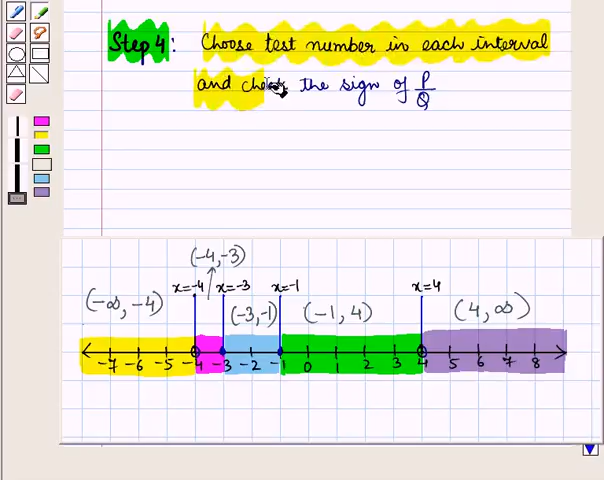 Step 4: Choose test number in each interval
and check the sign of P/Q
(-4,-3)
x=-4 x=-3 x=-1 x=4
(-∞, -4) (-3,-1) (-1, 4) (4, ∞)
-7 -6 -5 -4 -3 -2 -1 0 1 2 3 4 5 6 7 8